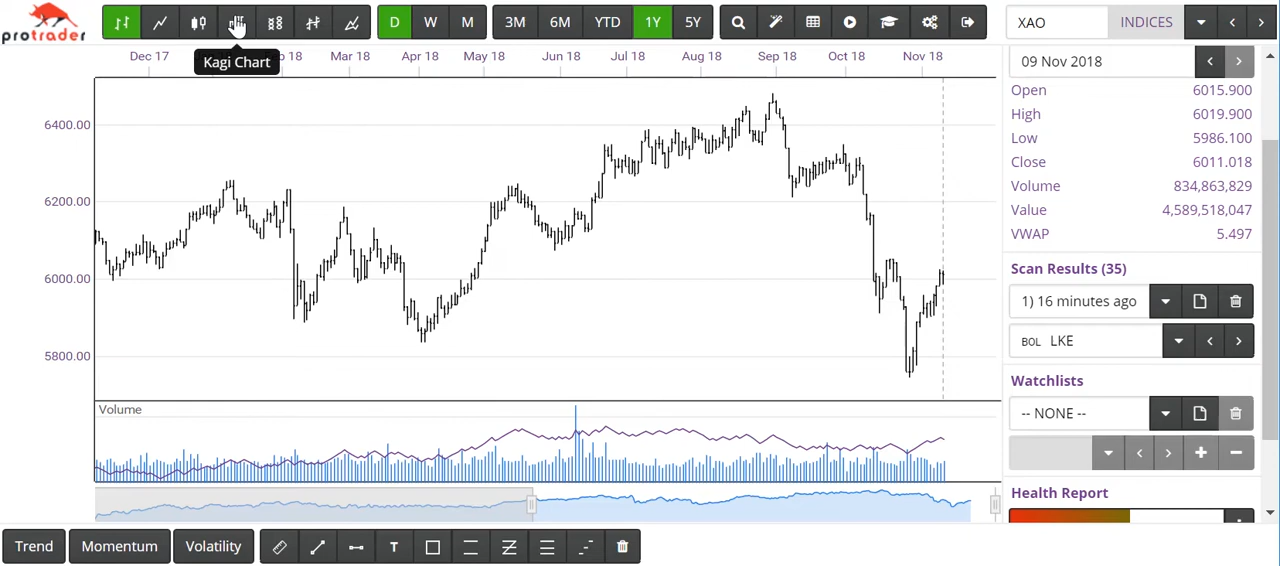 D W M 3M 6M YTD 1Y 5Y XAO INDICES
protrader
Kagi Chart
Dec 17 18 Mar 18 Apr 18 May 18 Jun 18 Jul 18 Aug 18 Sep 18 Oct 18 Nov 18
6400.00
6200.00
6000.00
5800.00
Volume
09 Nov 2018
Open 6015.900
High 6019.900
Low 5986.100
Close 6011.018
Volume 834,863,829
Value 4,589,518,047
VWAP 5.497
Scan Results (35)
1) 16 minutes ago
BOL LKE
Watchlists
-- NONE --
Health Report
Trend Momentum Volatility T